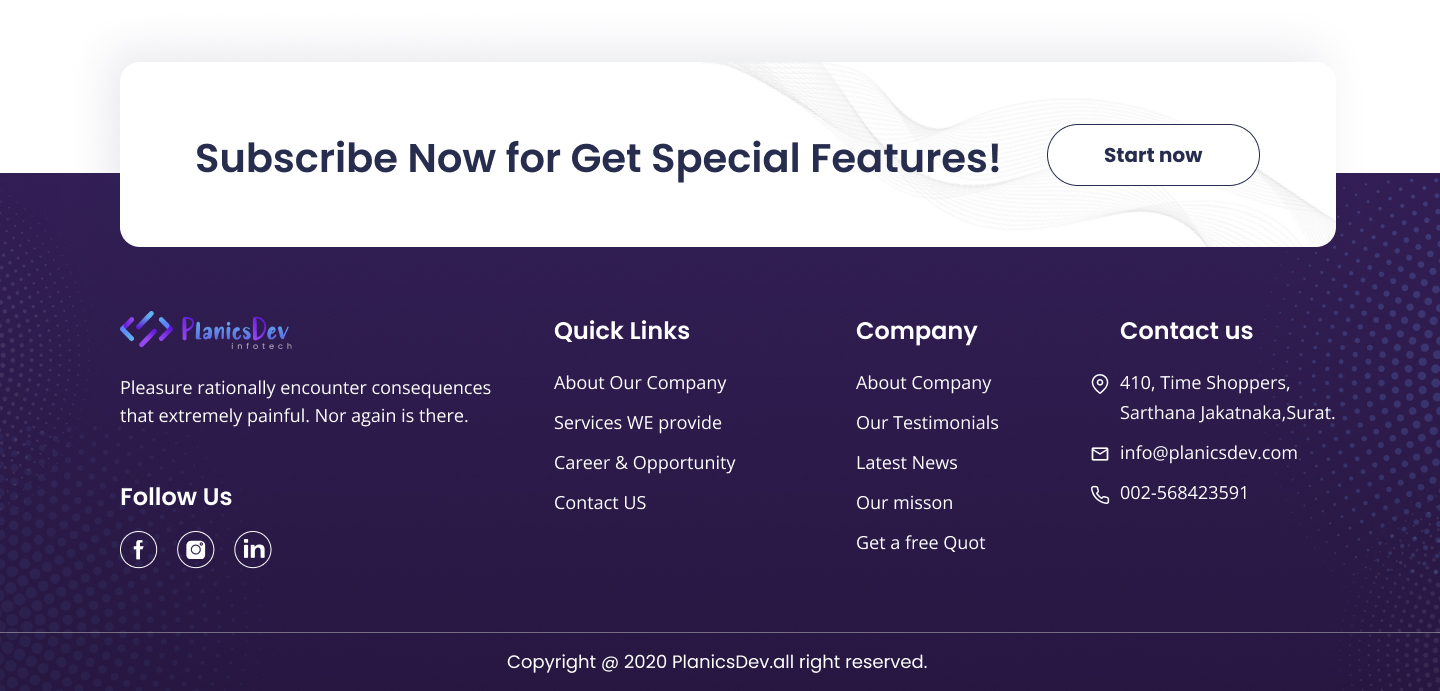 Subscribe Now for Get Special Features!
Start now
PlanicsDev
infotech
Pleasure rationally encounter consequences
that extremely painful. Nor again is there.
Follow Us
Quick Links
About Our Company
Services WE provide
Career & Opportunity
Contact US
Company
About Company
Our Testimonials
Latest News
Our misson
Get a free Quot
Contact us
410, Time Shoppers,
Sarthana Jakatnaka,Surat.
info@planicsdev.com
002-568423591
Copyright @ 2020 PlanicsDev.all right reserved.